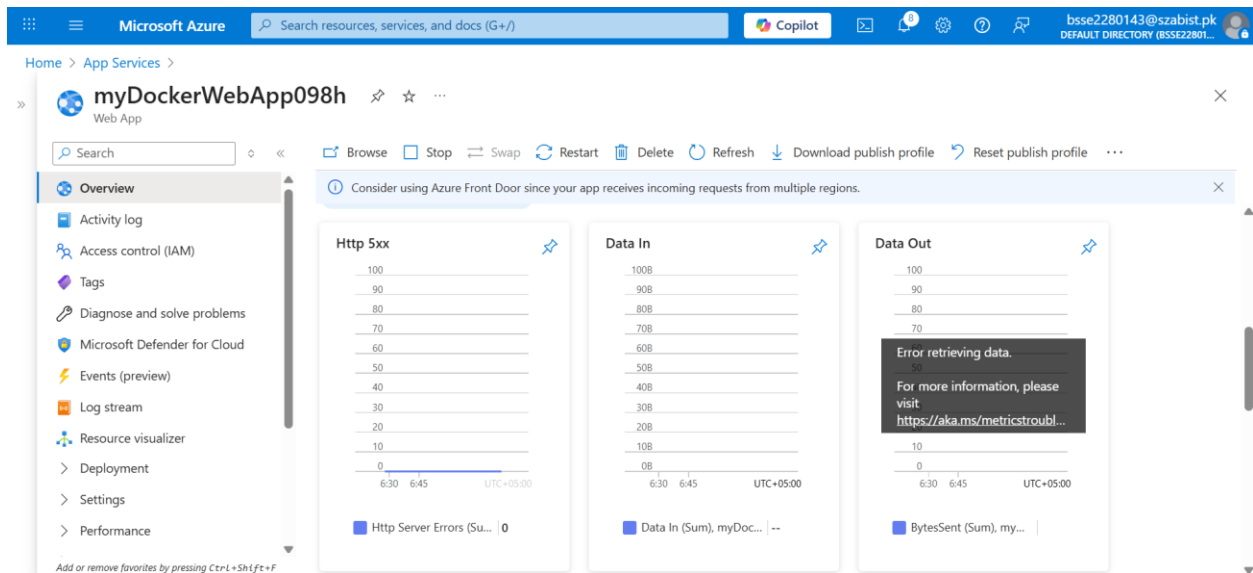 Microsoft Azure
Search resources, services, and docs (G+/)
Copilot
8
bsse2280143@szabist.pk
DEFAULT DIRECTORY (BSSE22801...
Home > App Services >
myDockerWebApp098h
Web App
Search
Browse Stop Swap Restart Delete Refresh Download publish profile Reset publish profile ...
Consider using Azure Front Door since your app receives incoming requests from multiple regions.
Overview
Activity log
Access control (IAM)
Tags
Diagnose and solve problems
Microsoft Defender for Cloud
Events (preview)
Log stream
Resource visualizer
Deployment
Settings
Performance
Add or remove favorites by pressing Ctrl+Shift+F
Http 5xx
100
90
80
70
60
50
40
30
20
10
0
6:30 6:45 UTC+05:00
Http Server Errors (Su... 0
Data In
100B
90B
80B
70B
60B
50B
40B
30B
20B
10B
0B
6:30 6:45 UTC+05:00
Data In (Sum), myDoc... --
Data Out
100
90
80
70
Error retrieving data.
For more information, please
visit
https://aka.ms/metricstroubl...
10
0
6:30 6:45 UTC+05:00
BytesSent (Sum), my...